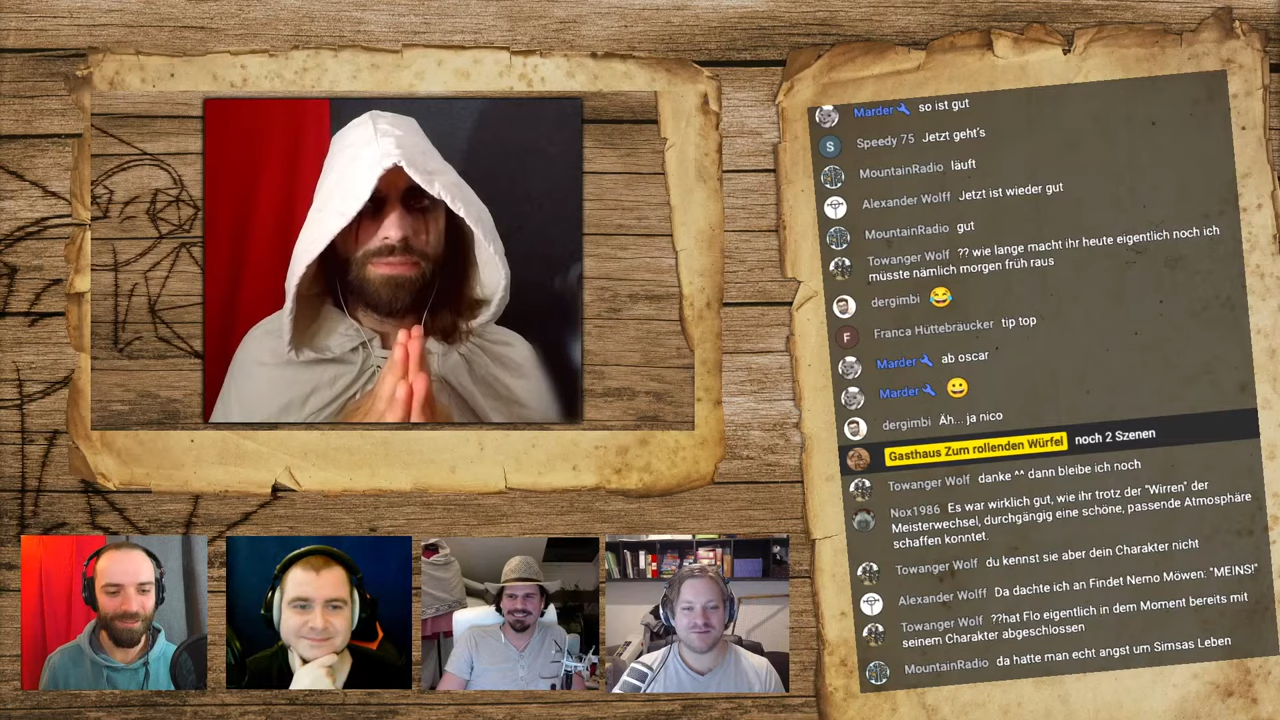 Marder so ist gut
S Speedy 75 Jetzt geht's
MountainRadio läuft
Alexander Wolff Jetzt ist wieder gut
MountainRadio gut
Towanger Wolf ?? wie lange macht ihr heute eigentlich noch ich
müsste nämlich morgen früh raus
dergimbi 😂
F Franca Hüttebräucker tip top
Marder ab oscar
Marder 😀
dergimbi Äh... ja nico
Gasthaus Zum rollenden Würfel noch 2 Szenen
Towanger Wolf danke ^^ dann bleibe ich noch
Nox1986 Es war wirklich gut, wie ihr trotz der "Wirren" der
Meisterwechsel, durchgängig eine schöne, passende Atmosphäre
schaffen konntet.
Towanger Wolf du kennst sie aber dein Charakter nicht
Alexander Wolff Da dachte ich an Findet Nemo Möwen: "MEINS!"
Towanger Wolf ??hat Flo eigentlich in dem Moment bereits mit
seinem Charakter abgeschlossen
MountainRadio da hatte man echt angst um Simsas Leben